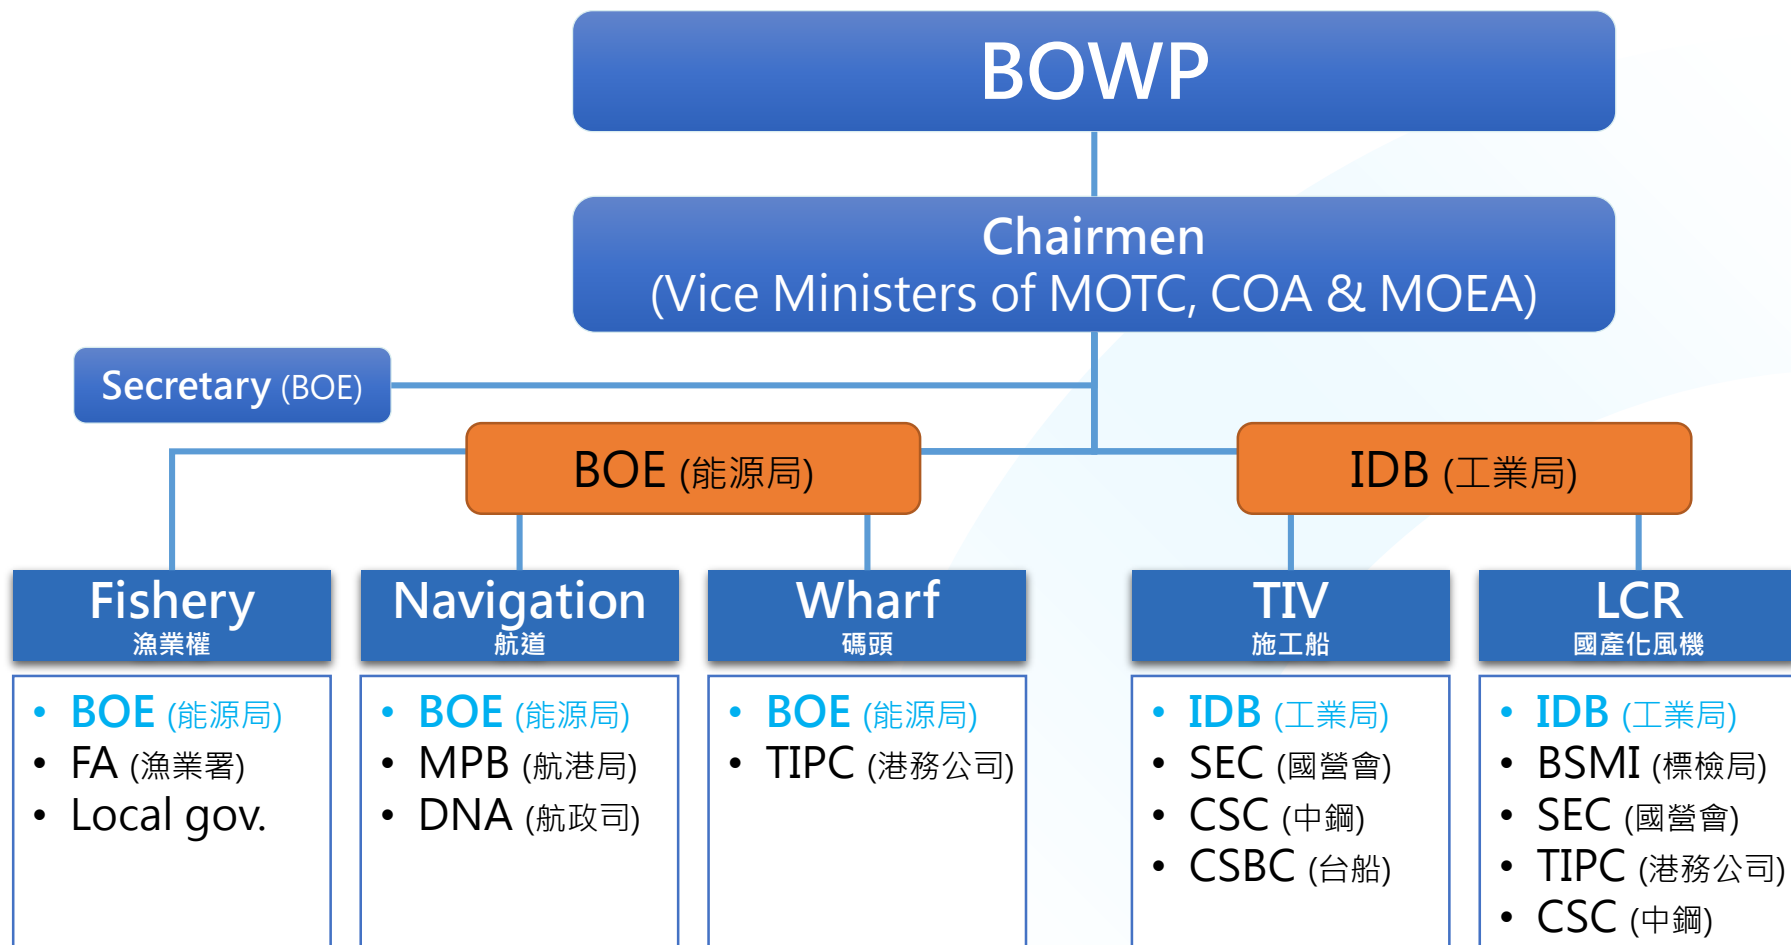 BOWP
Chairmen
(Vice Ministers of MOTC, COA & MOEA)
Secretary (BOE)
BOE (能源局)
IDB (工業局)
Fishery
漁業權
• BOE (能源局)
• FA (漁業署)
• Local gov.
Navigation
航道
• BOE (能源局)
• MPB (航港局)
• DNA (航政司)
Wharf
碼頭
• BOE (能源局)
• TIPC (港務公司)
TIV
施工船
• IDB (工業局)
• SEC (國營會)
• CSC (中鋼)
• CSBC (台船)
LCR
國產化風機
• IDB (工業局)
• BSMI (標檢局)
• SEC (國營會)
• TIPC (港務公司)
• CSC (中鋼)